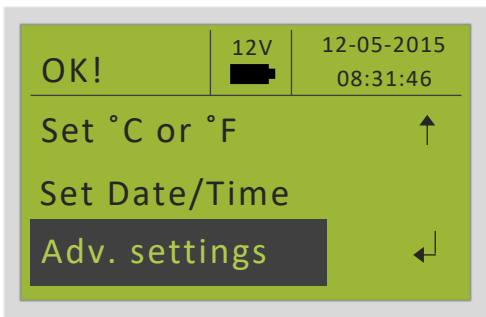 OK!
12V
12-05-2015
08:31:46
Set ˚C or ˚F
Set Date/Time
Adv. settings